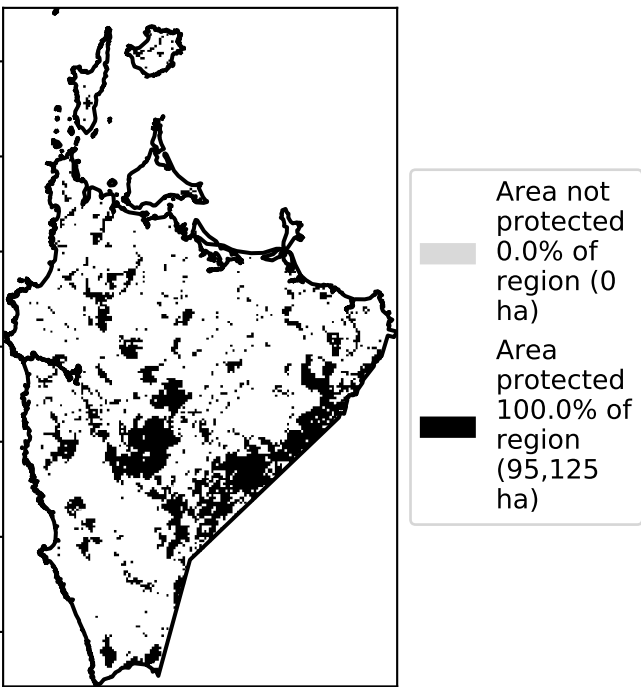 Area not
protected
0.0% of
region (0
ha)
Area
protected
100.0% of
region
(95,125
ha)